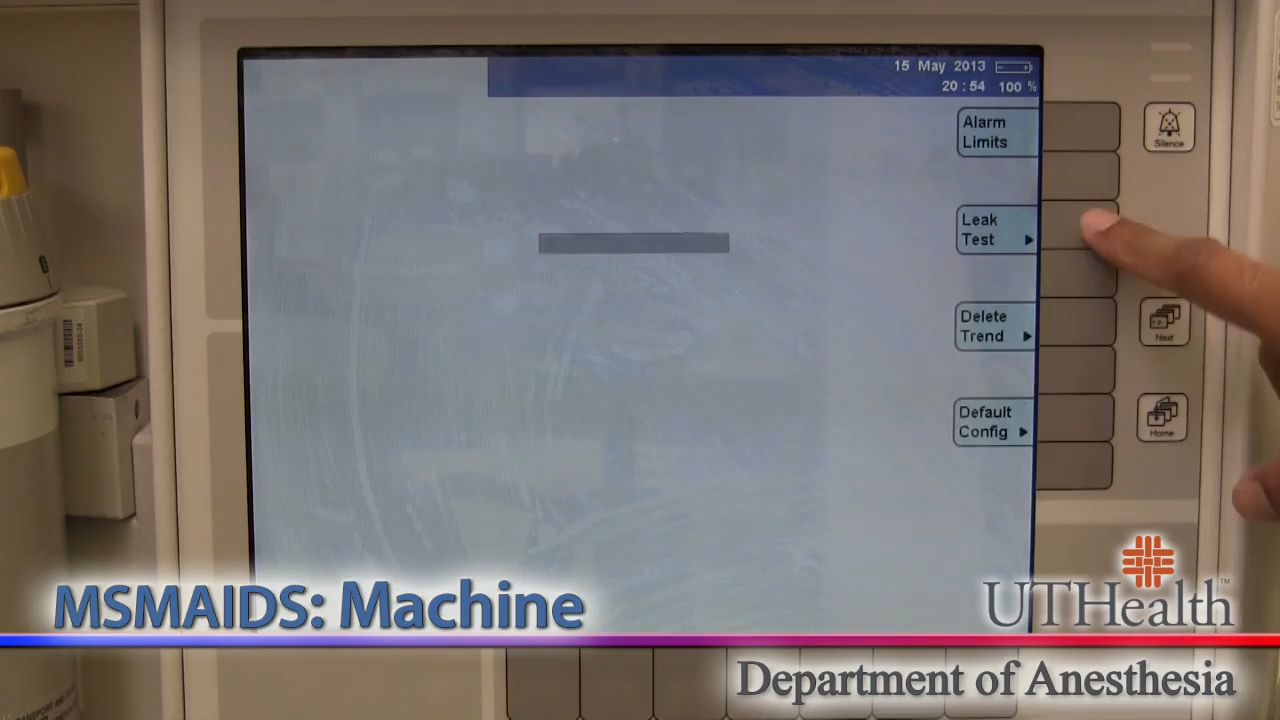 15 May 2013
20:54 100 %
Alarm
Limits
Silence
Leak
Test
Delete
Trend
Next
Default
Config
Home
MSMAIDS: Machine
UTHealth™
Department of Anesthesia